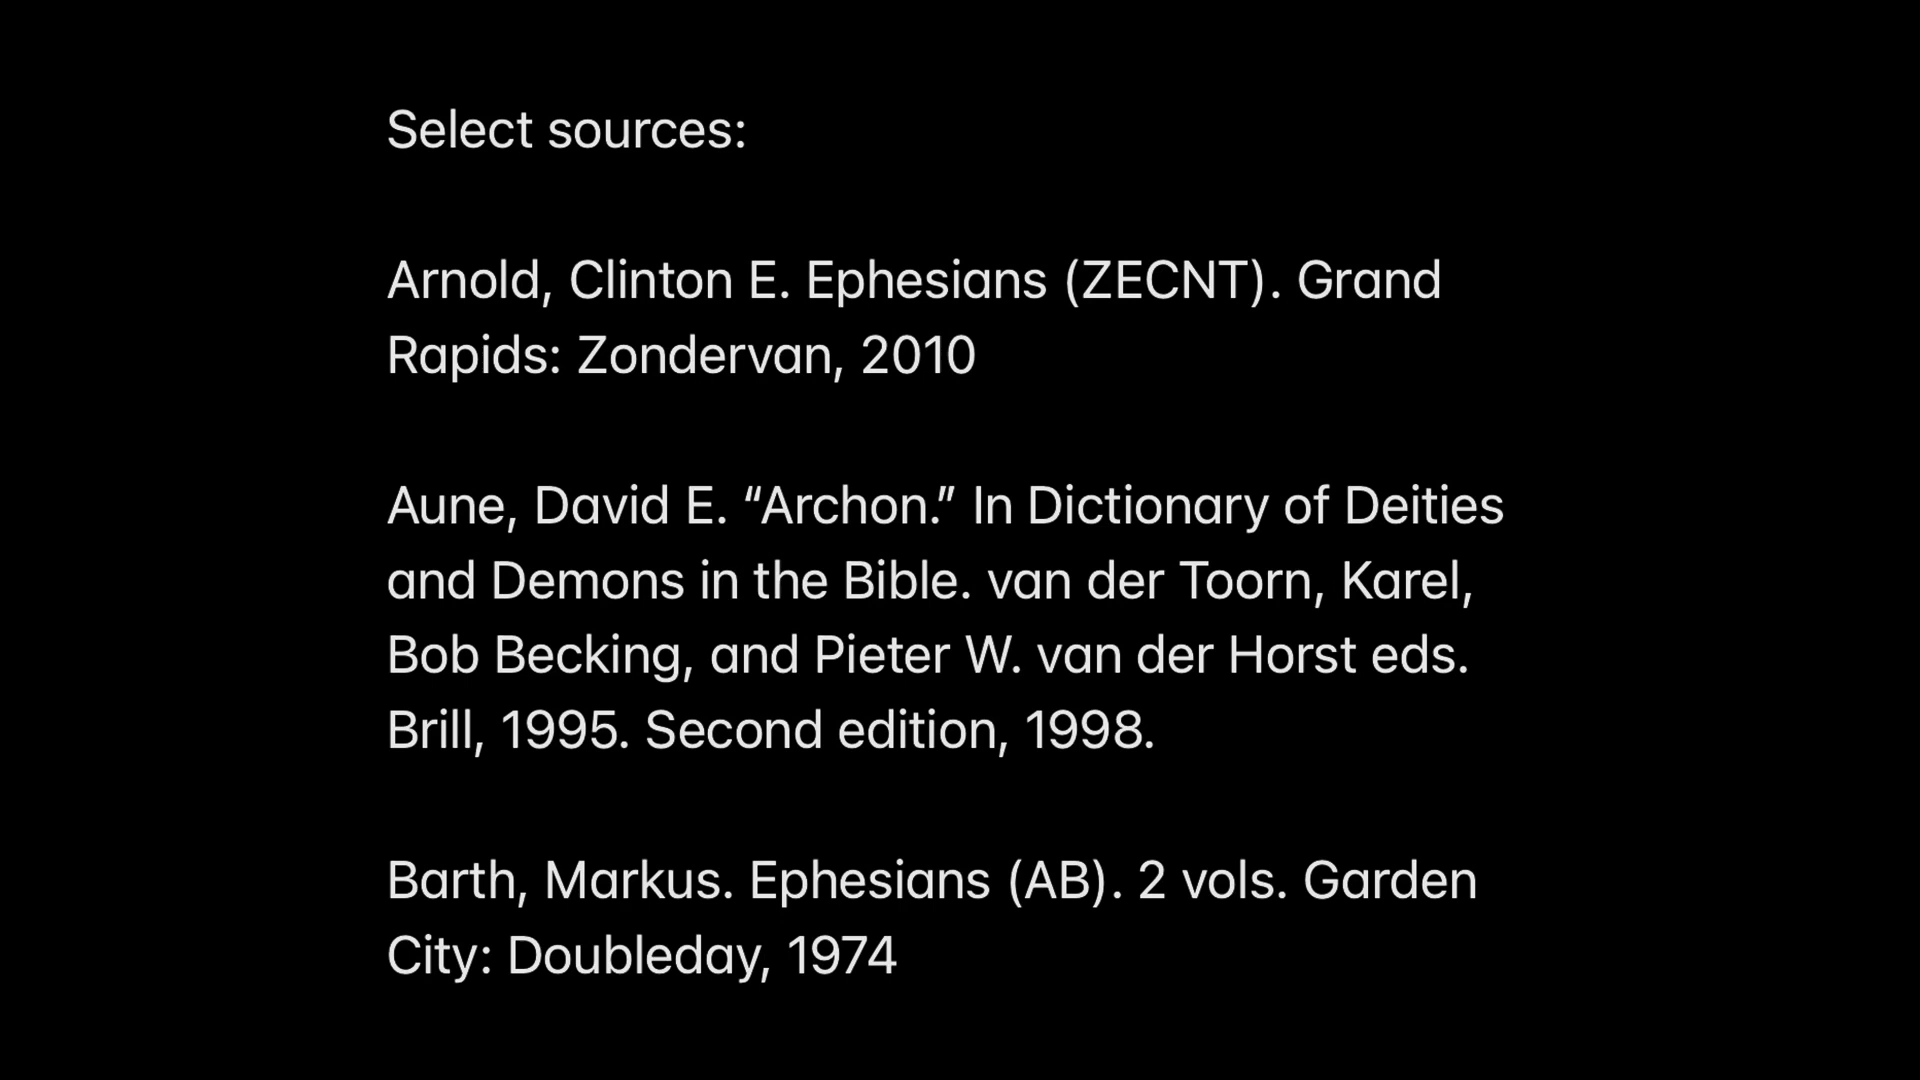 Select sources:
Arnold, Clinton E. Ephesians (ZECNT). Grand
Rapids: Zondervan, 2010
Aune, David E. “Archon.” In Dictionary of Deities
and Demons in the Bible. van der Toorn, Karel,
Bob Becking, and Pieter W. van der Horst eds.
Brill, 1995. Second edition, 1998.
Barth, Markus. Ephesians (AB). 2 vols. Garden
City: Doubleday, 1974